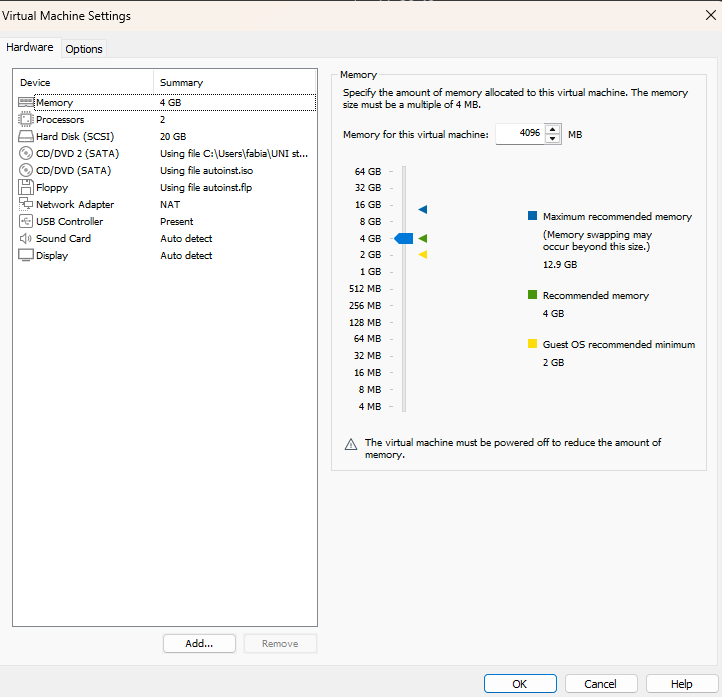 Virtual Machine Settings
Hardware Options
Device Summary
Memory 4 GB
Processors 2
Hard Disk (SCSI) 20 GB
CD/DVD 2 (SATA) Using file C:\Users\fabia\UNI st...
CD/DVD (SATA) Using file autoinst.iso
Floppy Using file autoinst.flp
Network Adapter NAT
USB Controller Present
Sound Card Auto detect
Display Auto detect
Add... Remove
Memory
Specify the amount of memory allocated to this virtual machine. The memory
size must be a multiple of 4 MB.
Memory for this virtual machine: 4096 MB
64 GB
32 GB
16 GB
8 GB
4 GB
2 GB
1 GB
512 MB
256 MB
128 MB
64 MB
32 MB
16 MB
8 MB
4 MB
Maximum recommended memory
(Memory swapping may
occur beyond this size.)
12.9 GB
Recommended memory
4 GB
Guest OS recommended minimum
2 GB
The virtual machine must be powered off to reduce the amount of
memory.
OK Cancel Help